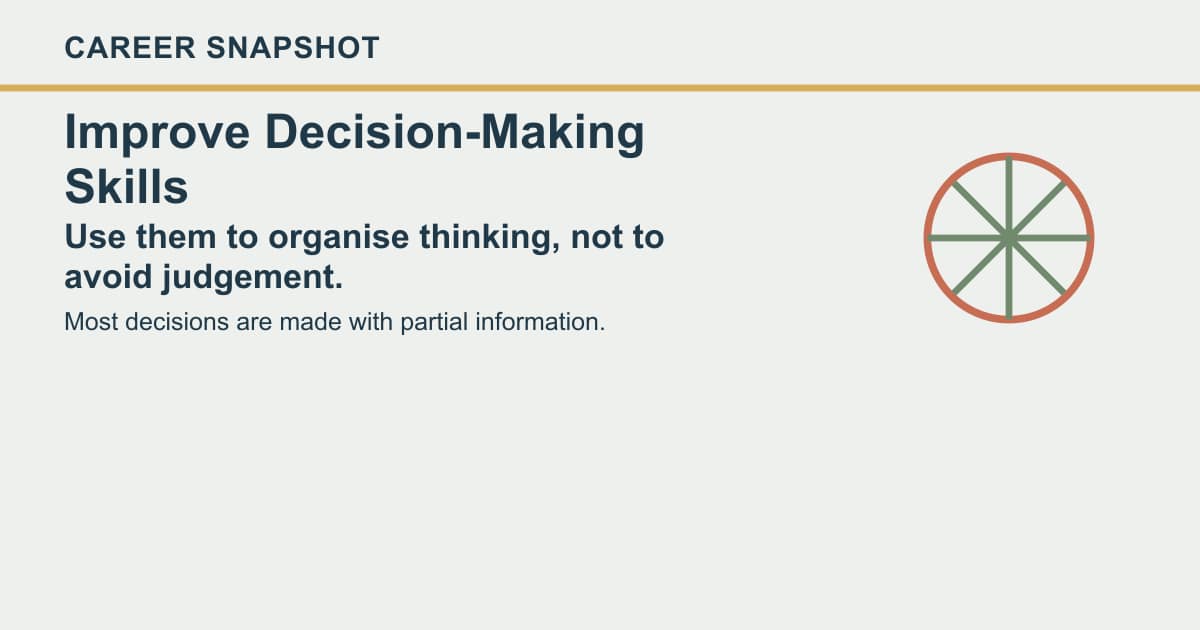 CAREER SNAPSHOT
Improve Decision-Making
Skills
Use them to organise thinking, not to
avoid judgement.
Most decisions are made with partial information.